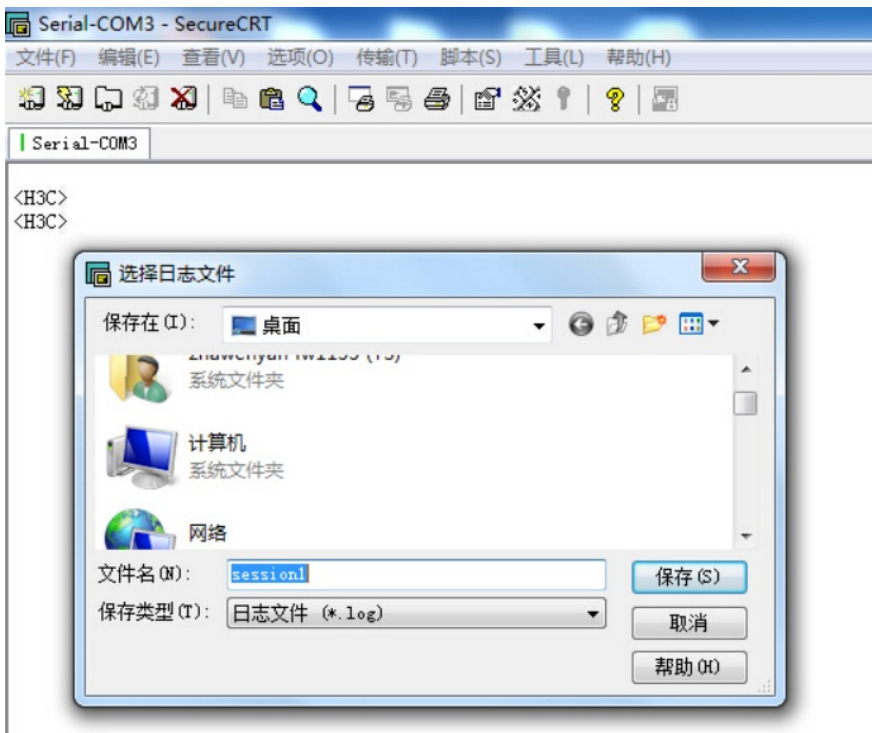 Serial-COM3 - SecureCRT
文件(F) 编辑(E) 查看(V) 选项(O) 传输(T) 脚本(S) 工具(L) 帮助(H)
Serial-COM3
<H3C>
<H3C>
选择日志文件
保存在(I): 桌面
系统文件夹
计算机
系统文件夹
网络
文件名(N): session1 保存(S)
保存类型(T): 日志文件 (*.log) 取消
帮助(H)